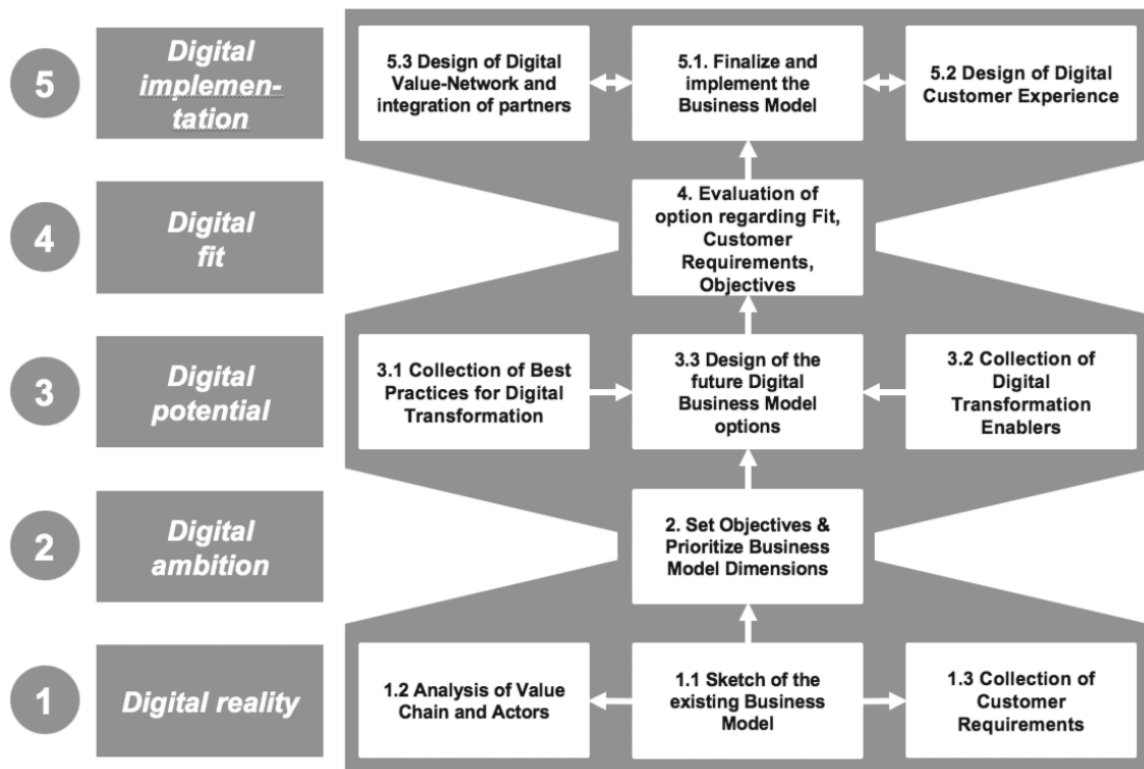 5
Digital
implemen-
tation
5.3 Design of Digital
Value-Network and
integration of partners
5.1. Finalize and
implement the
Business Model
5.2 Design of Digital
Customer Experience
4
Digital
fit
4. Evaluation of
option regarding Fit,
Customer
Requirements,
Objectives
3
Digital
potential
3.1 Collection of Best
Practices for Digital
Transformation
3.3 Design of the
future Digital
Business Model
options
3.2 Collection of
Digital
Transformation
Enablers
2
Digital
ambition
2. Set Objectives &
Prioritize Business
Model Dimensions
1
Digital reality
1.2 Analysis of Value
Chain and Actors
1.1 Sketch of the
existing Business
Model
1.3 Collection of
Customer
Requirements